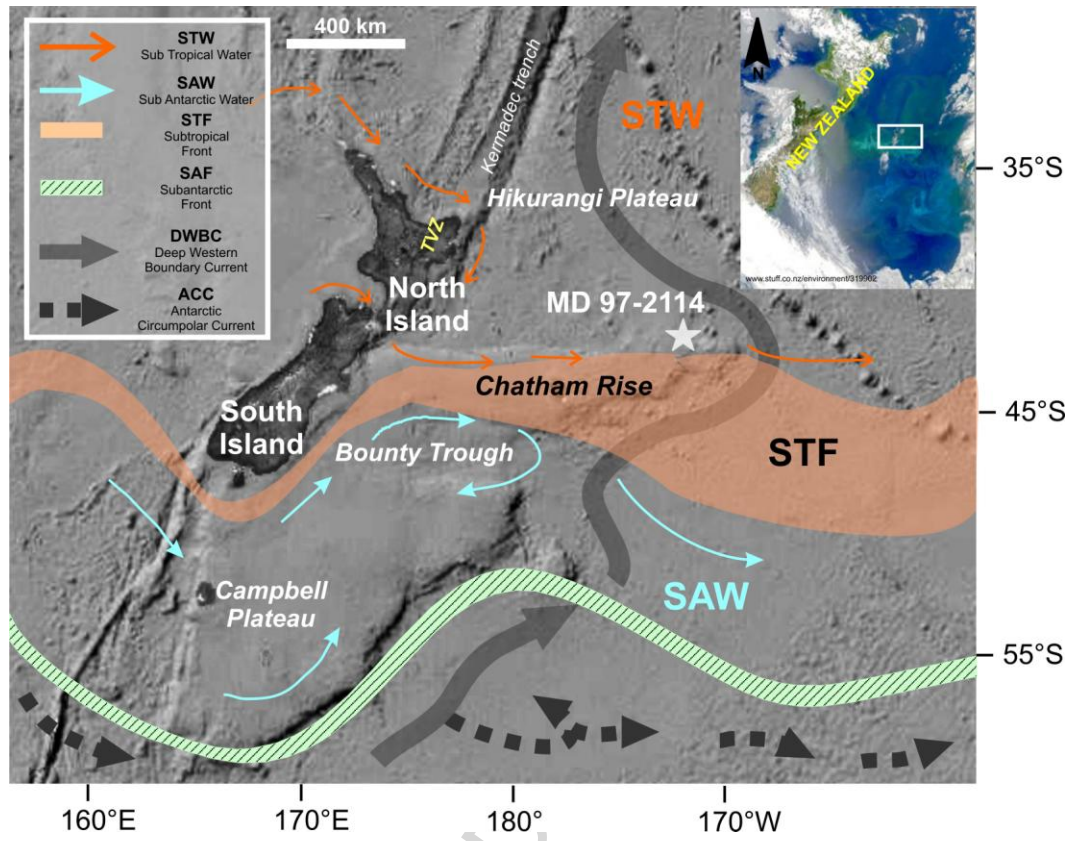 STW
Sub Tropical Water
SAW
Sub Antarctic Water
STF
Subtropical
Front
SAF
Subantarctic
Front
DWBC
Deep Western
Boundary Current
ACC
Antarctic
Circumpolar Current
400 km
Kermadec trench
STW
N
NEW ZEALAND
www.stuff.co.nz/environment/319902
35°S
Hikurangi Plateau
TVZ
North
Island
MD 97-2114
Chatham Rise
45°S
South
Island
Bounty Trough
STF
Campbell
Plateau
SAW
55°S
160°E
170°E
180°
170°W